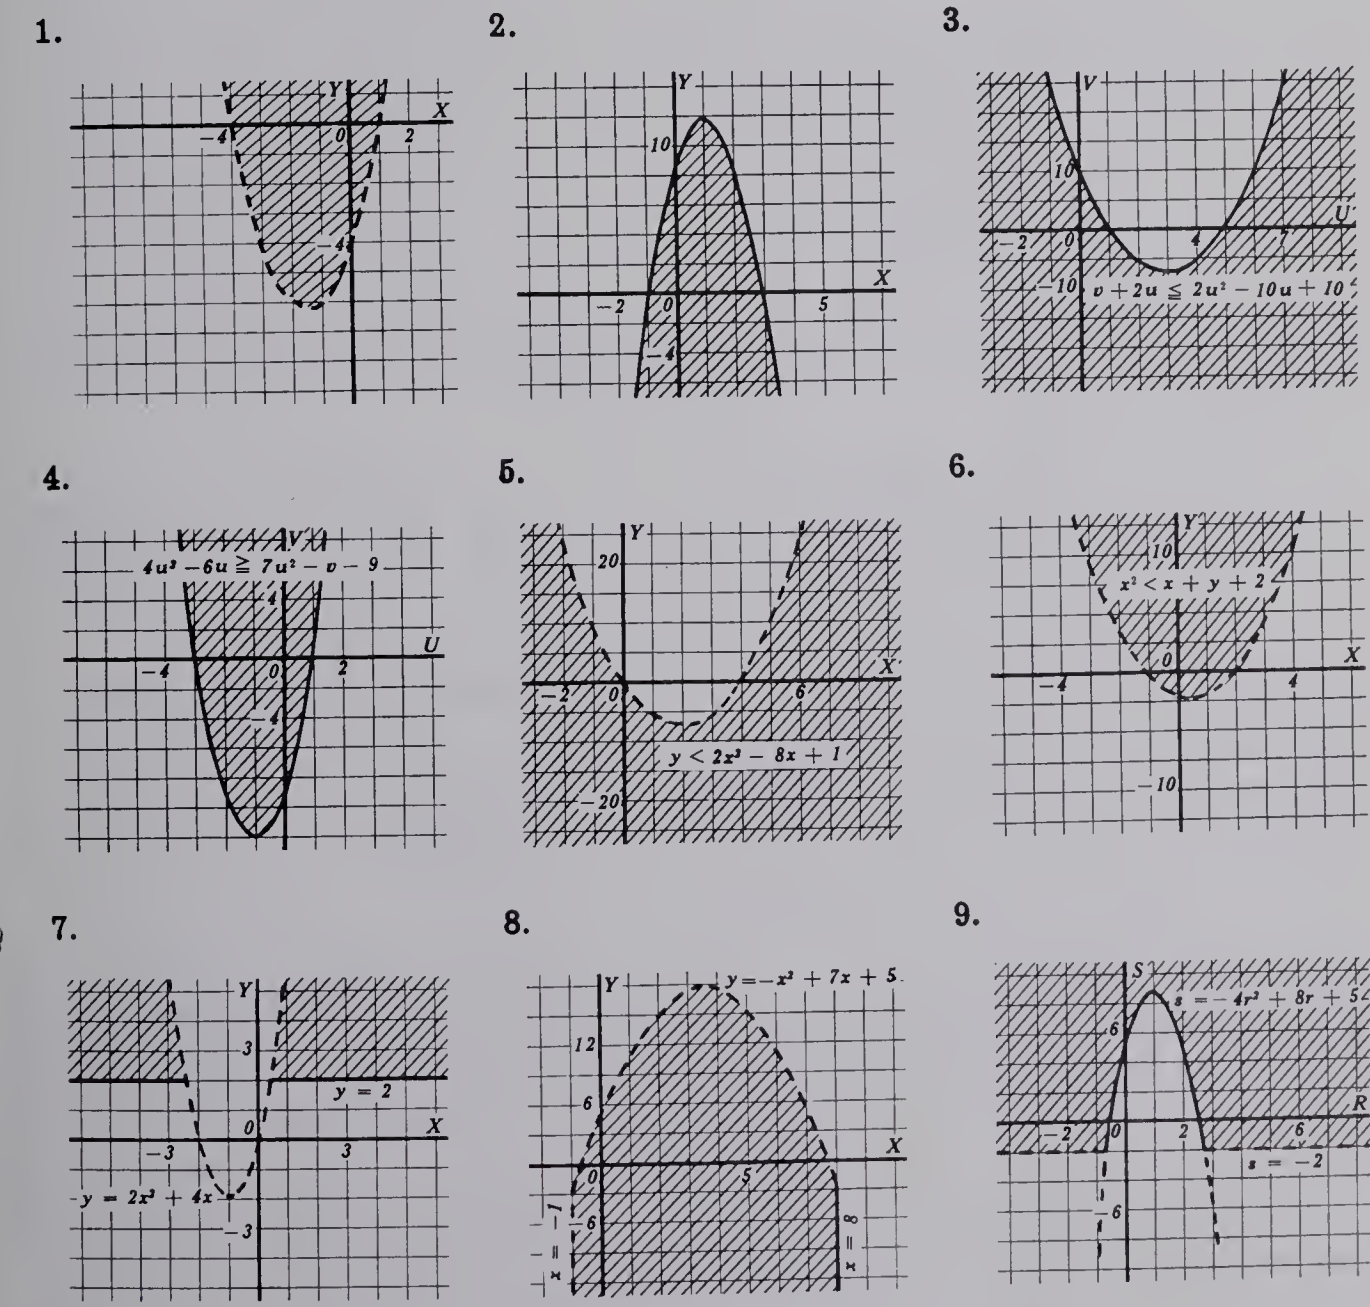 1.
Y
X
-4
0
2
-4
2.
Y
10
X
-2
0
5
-4
3.
V
10
U
-2
0
4
7
-10
v + 2u ≦ 2u² - 10u + 10
4.
V
4u² - 6u ≧ 7u² - v - 9
4
U
-4
0
2
-4
5.
Y
20
X
-2
0
6
y < 2x² - 8x + 1
-20
6.
Y
10
x² < x + y + 2
0
X
-4
4
-10
7.
Y
3
y = 2
0
X
-3
3
y = 2x² + 4x
-3
8.
Y
y = -x² + 7x + 5
12
6
X
0
5
-6
x = -1
x = 8
9.
S
s = -4r² + 8r + 5
6
R
-2
0
2
6
s = -2
-6